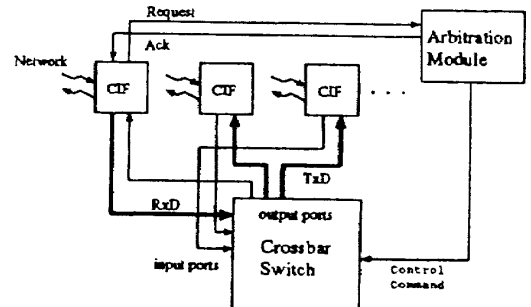 Request
Ack
Arbitration
Module
Network
CIF
CIF
CIF
. . .
TxD
RxD
output ports
Crossbar
Switch
input ports
Control
Command